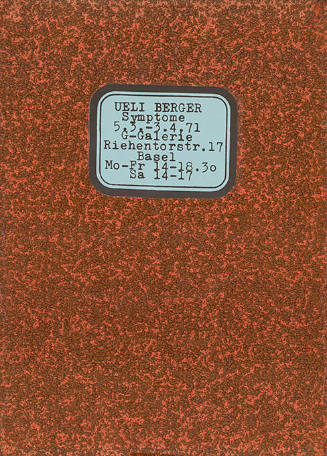 UELI BERGER
Symptome
5.3.-3.4.71
G-Galerie
Riehentorstr.17
Basel
Mo-Fr 14-18.30
Sa 14-17